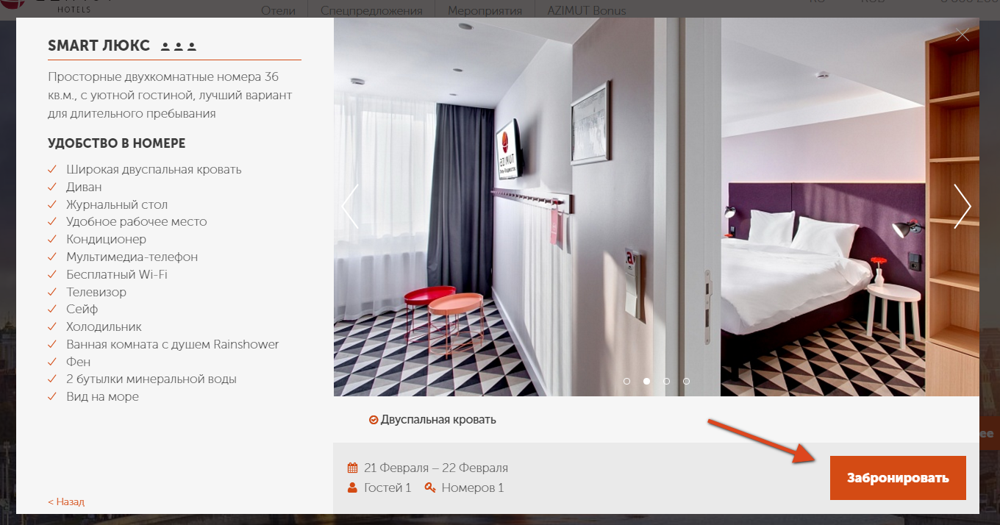 HOTELS
Отели
Спецпредложения
Мероприятия
AZIMUT Bonus
SMART ЛЮКС
Просторные двухкомнатные номера 36
кв.м., с уютной гостиной, лучший вариант
для длительного пребывания
УДОБСТВО В НОМЕРЕ
Широкая двуспальная кровать
Диван
Журнальный стол
Удобное рабочее место
Кондиционер
Мультимедиа-телефон
Бесплатный Wi-Fi
Телевизор
Сейф
Холодильник
Ванная комната с душем Rainshower
Фен
2 бутылки минеральной воды
Вид на море
< Назад
AZIMUT
Двуспальная кровать
21 Февраля – 22 Февраля
Гостей 1 Номеров 1
Забронировать